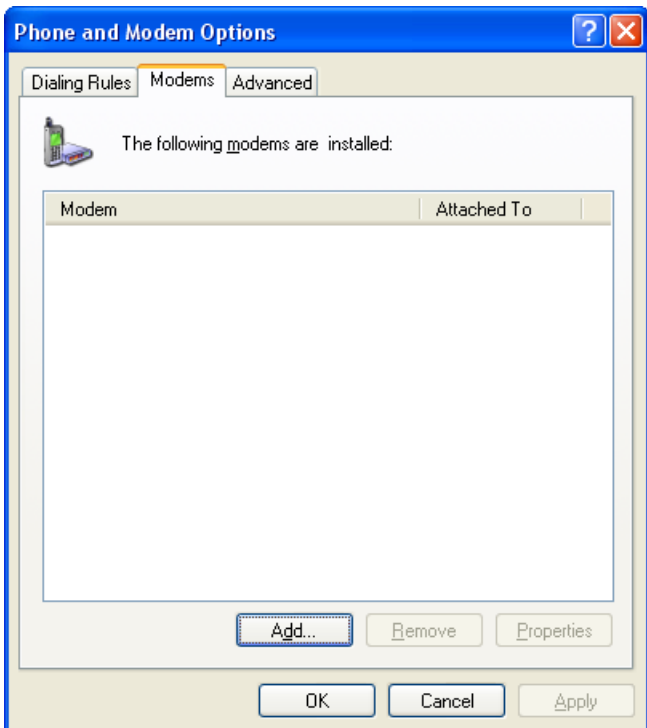 Phone and Modem Options
Dialing Rules Modems Advanced
The following modems are installed:
Modem Attached To
Add... Remove Properties
OK Cancel Apply